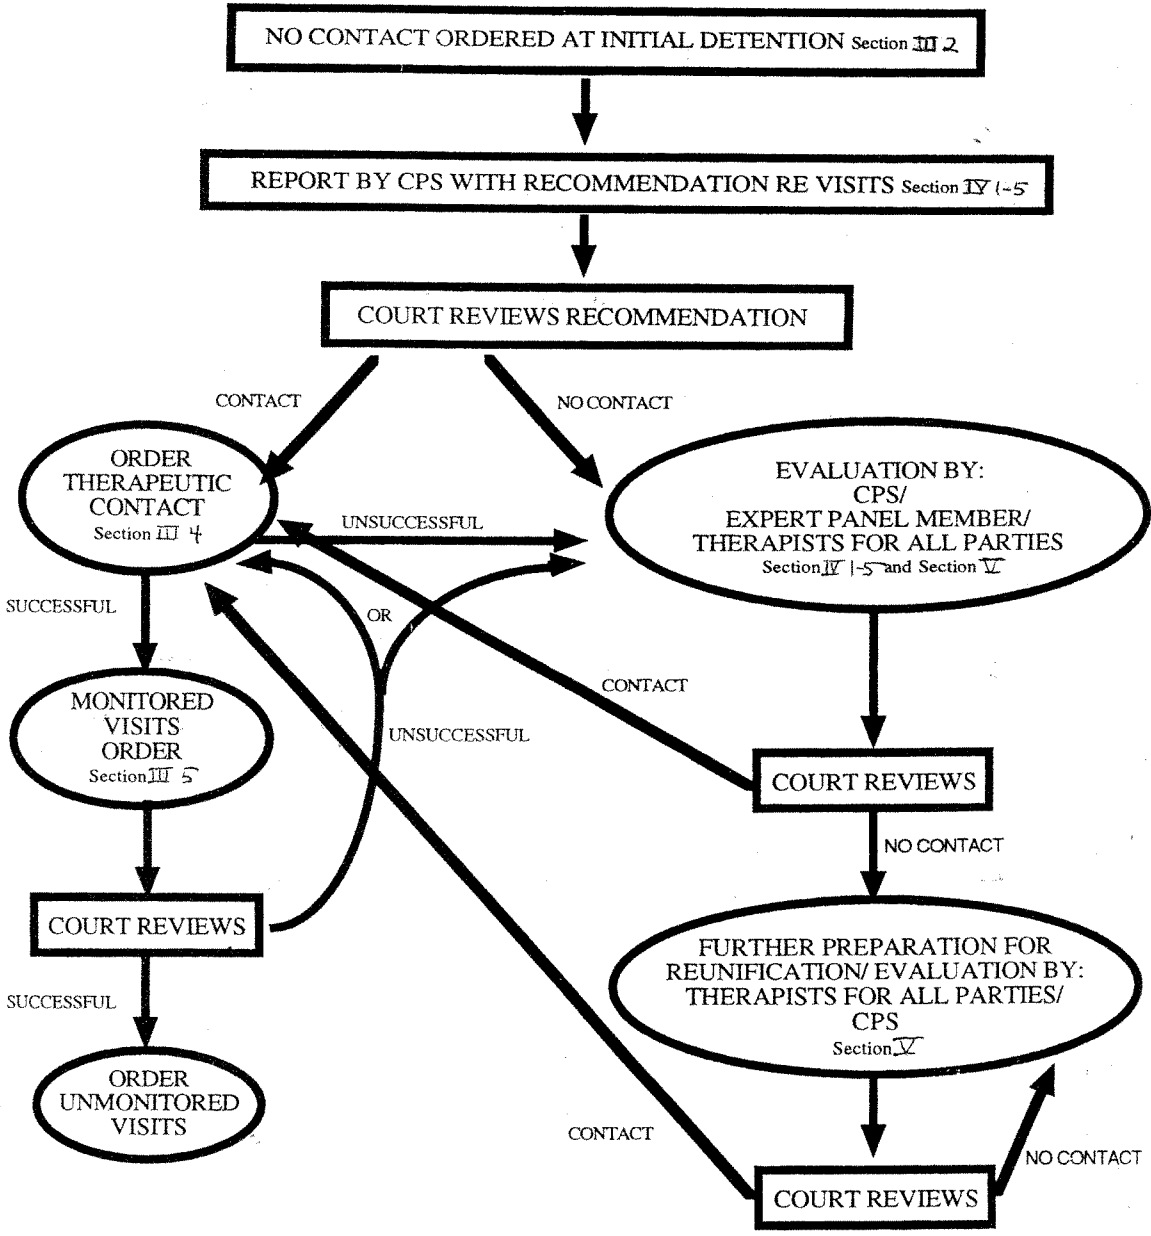 NO CONTACT ORDERED AT INITIAL DETENTION Section III 2
REPORT BY CPS WITH RECOMMENDATION RE VISITS Section IV 1-5
COURT REVIEWS RECOMMENDATION
CONTACT
NO CONTACT
ORDER
THERAPEUTIC
CONTACT
Section III 4
UNSUCCESSFUL
EVALUATION BY:
CPS/
EXPERT PANEL MEMBER/
THERAPISTS FOR ALL PARTIES
Section IV 1-5 and Section V
SUCCESSFUL
OR
CONTACT
MONITORED
VISITS
ORDER
Section III 5
UNSUCCESSFUL
COURT REVIEWS
NO CONTACT
COURT REVIEWS
FURTHER PREPARATION FOR
REUNIFICATION/ EVALUATION BY:
THERAPISTS FOR ALL PARTIES/
CPS
Section V
SUCCESSFUL
ORDER
UNMONITORED
VISITS
CONTACT
NO CONTACT
COURT REVIEWS